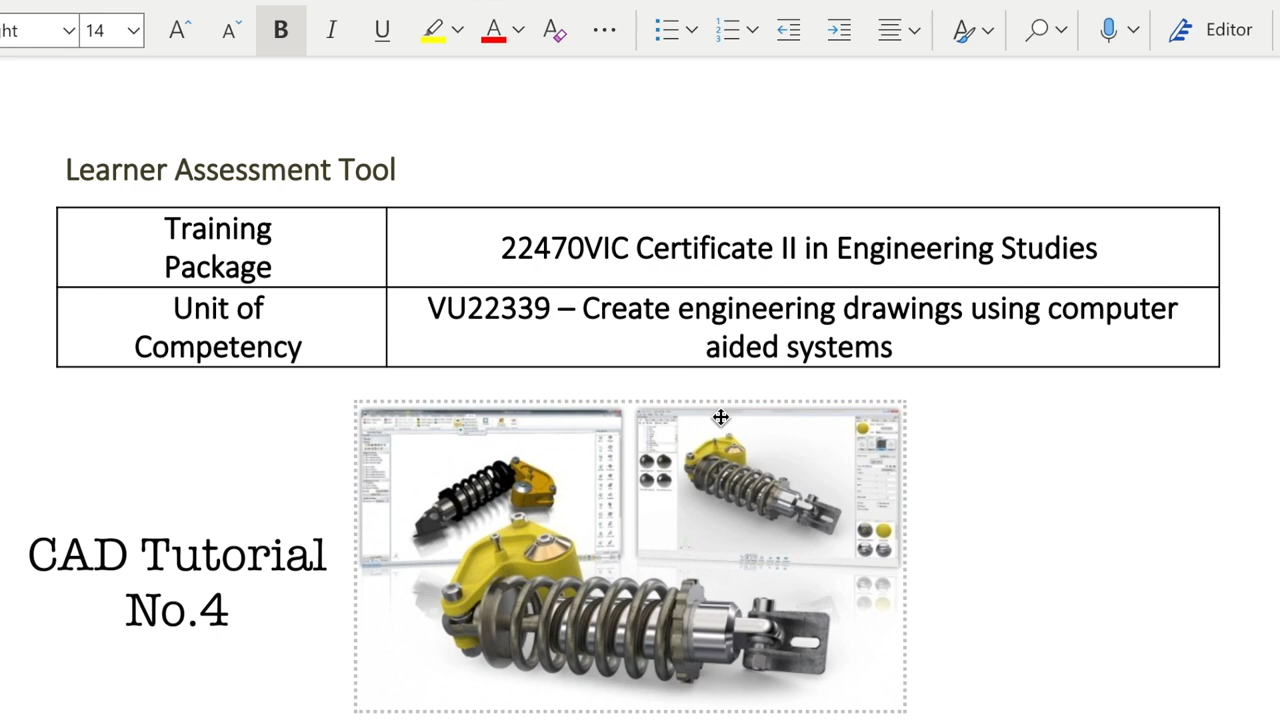 ht 14 B I U A Editor
Learner Assessment Tool
Training
Package
22470VIC Certificate II in Engineering Studies
Unit of
Competency
VU22339 – Create engineering drawings using computer
aided systems
CAD Tutorial
No.4